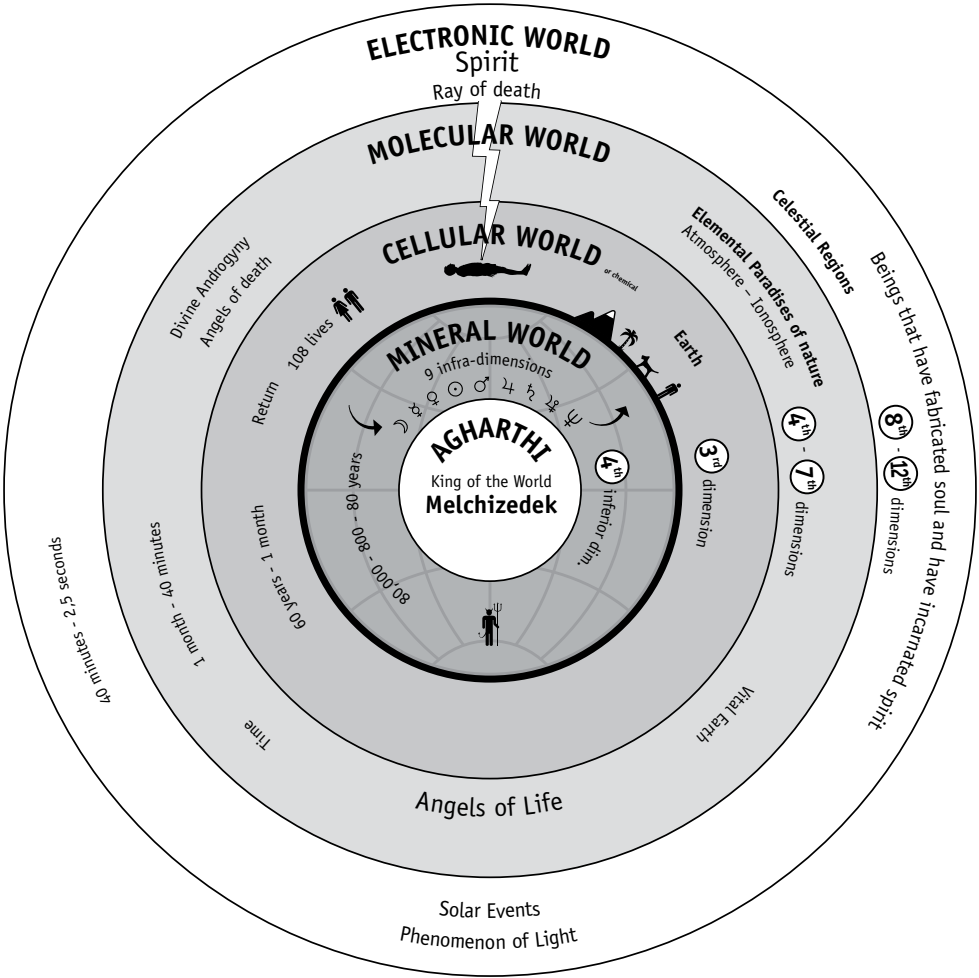 ELECTRONIC WORLD
Spirit
Ray of death
MOLECULAR WORLD
CELLULAR WORLD
or chemical
MINERAL WORLD
9 infra-dimensions
☽ ☿ ♀ ☉ ♂ ♃ ♄ ⛢ ♆
AGHARTHI
King of the World
Melchizedek
Celestial Regions
Beings that have fabricated soul and have incarnated spirit
8th - 12th dimensions
Elemental Paradises of nature
Atmosphere – Ionosphere
4th - 7th dimensions
Earth
3rd dimension
4th inferior dim.
Divine Androgyny
Angels of death
108 lives
Return
80,000 - 800 - 80 years
60 years - 1 month
1 month - 40 minutes
40 minutes - 2,5 seconds
Time
Vital Earth
Angels of Life
Solar Events
Phenomenon of Light